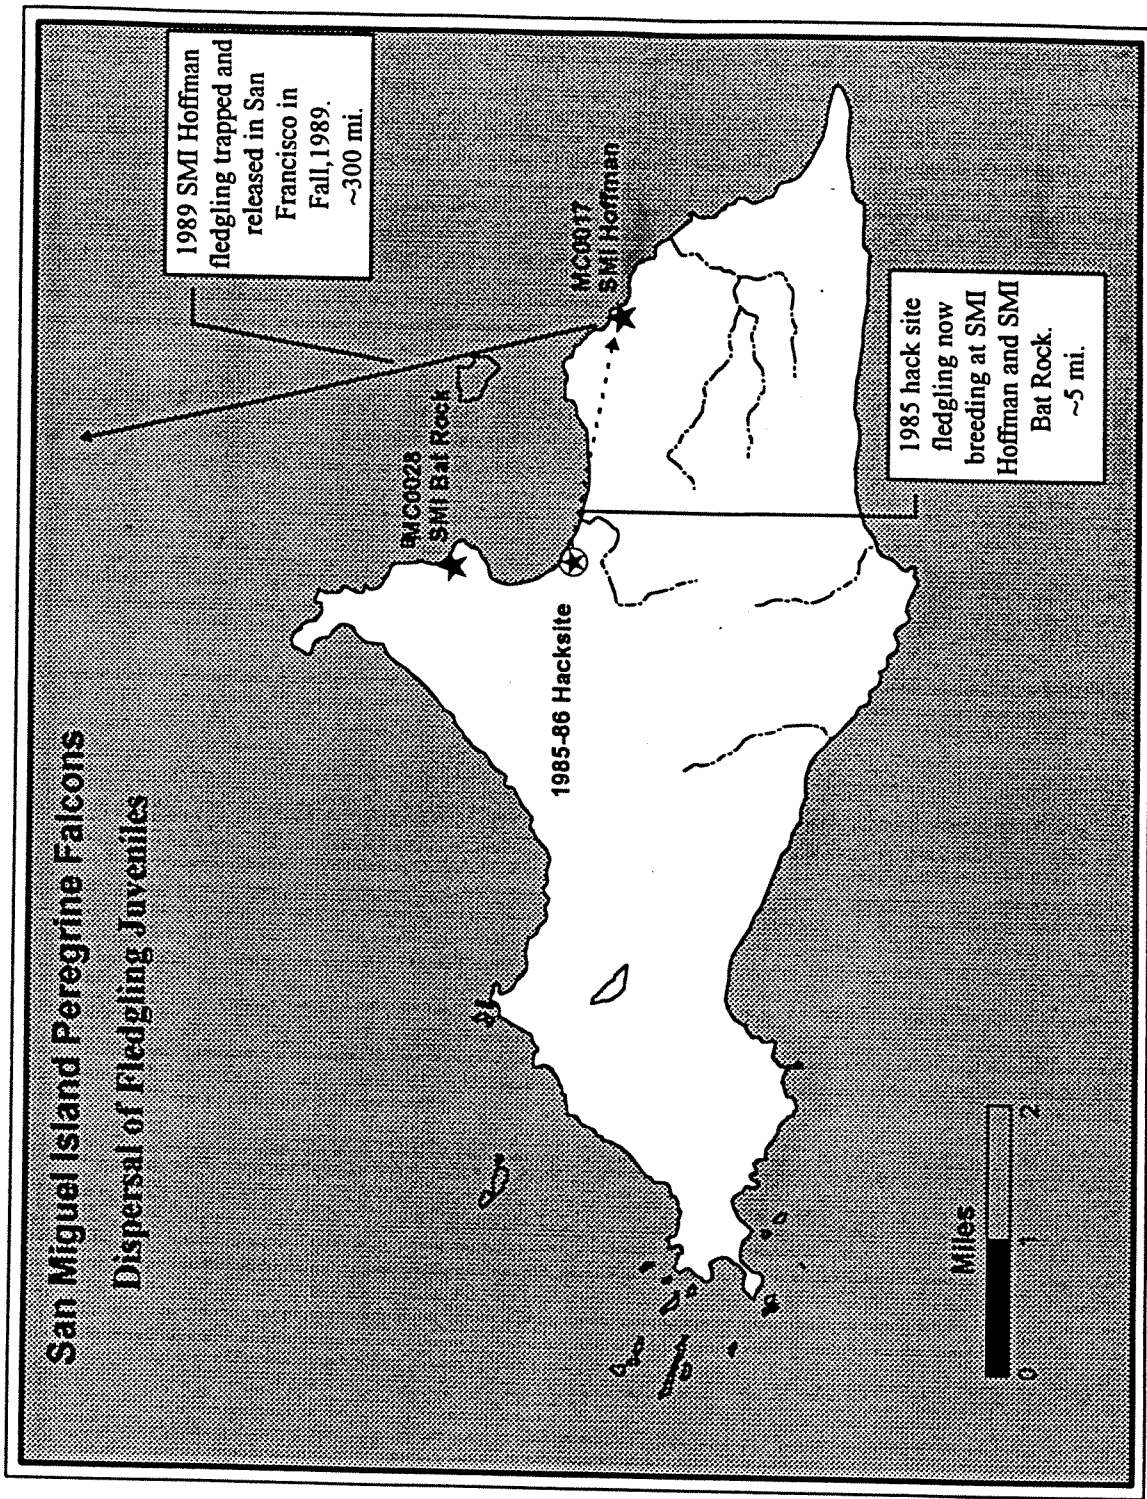 San Miguel Island Peregrine Falcons
Dispersal of Fledgling Juveniles
1989 SMI Hoffman
fledgling trapped and
released in San
Francisco in
Fall,1989.
~300 mi.
MC0028
SMI Bat Rock
MC0017
SMI Hoffman
1985-86 Hacksite
1985 hack site
fledgling now
breeding at SMI
Hoffman and SMI
Bat Rock.
~5 mi.
Miles
0 1 2